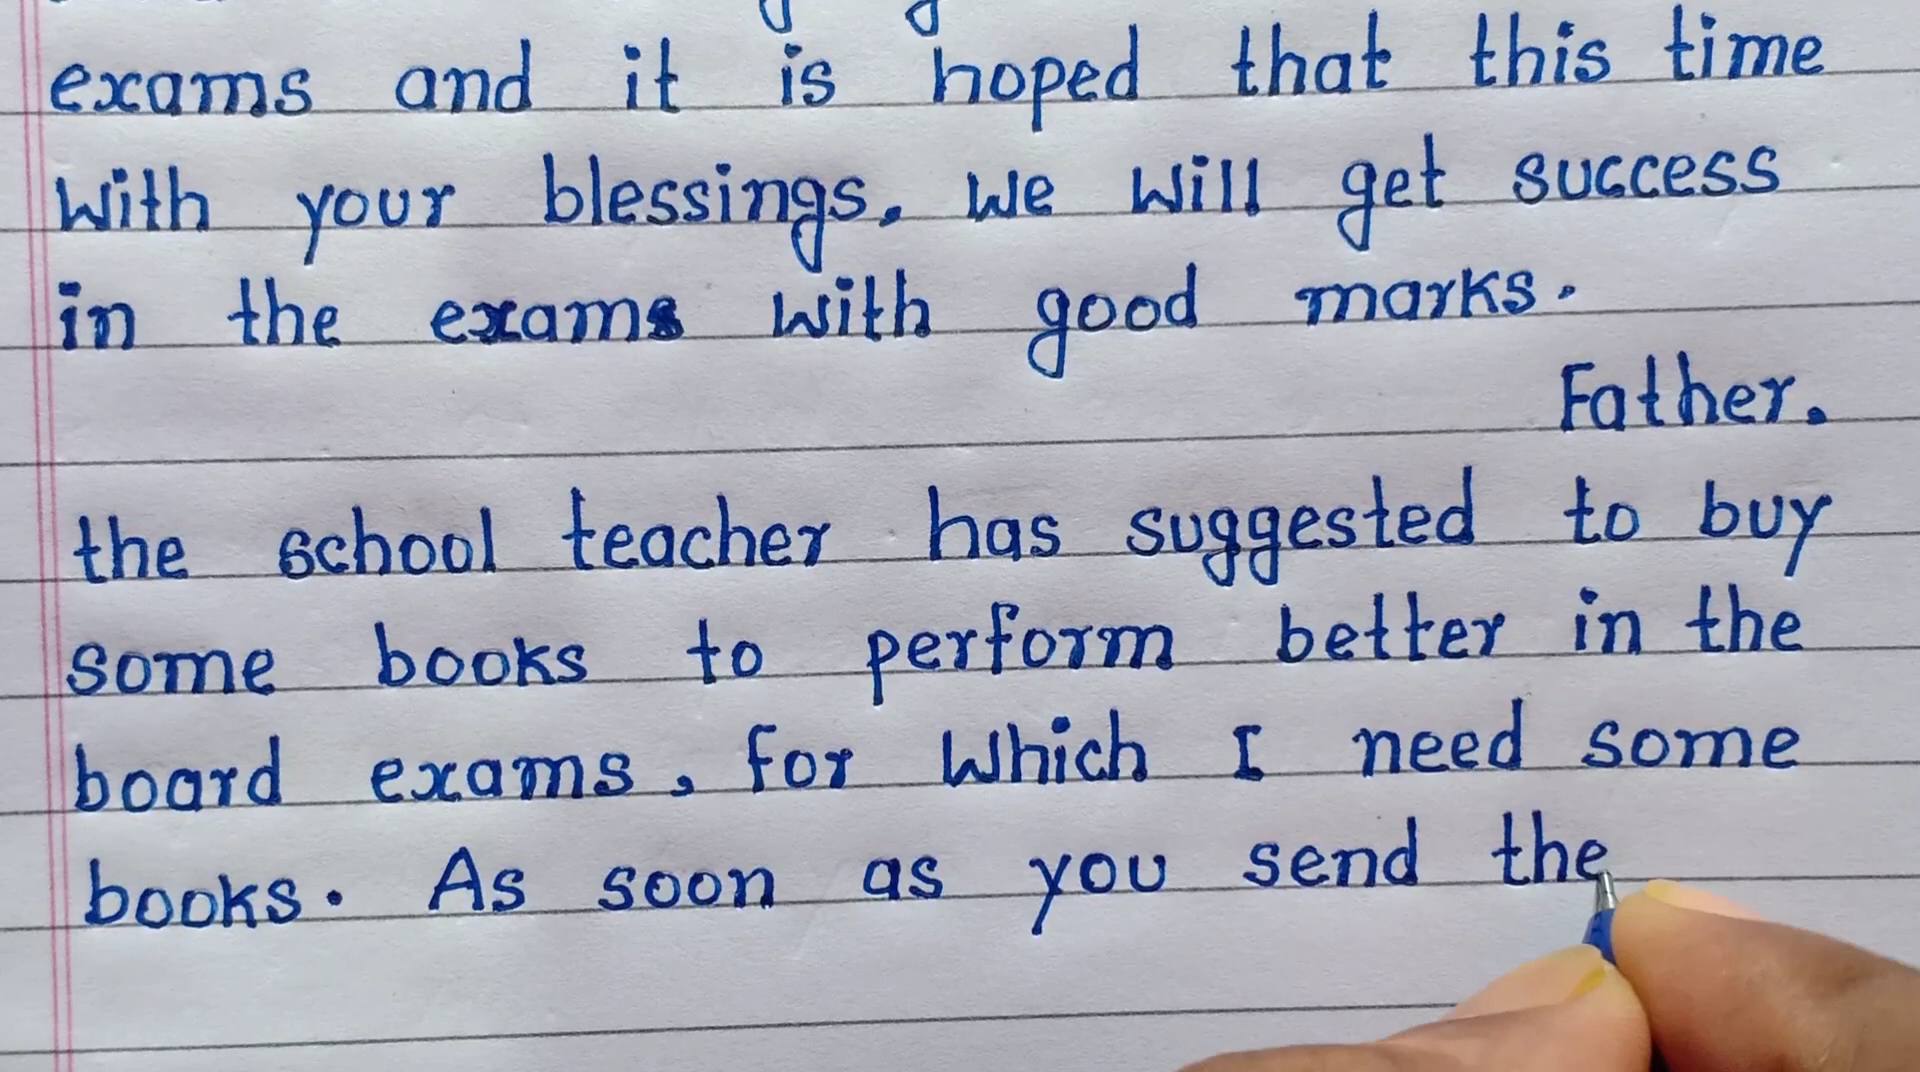 exams and it is hoped that this time
with your blessings, we will get success
in the exams with good marks.
Father.
the school teacher has suggested to buy
some books to perform better in the
board exams, for which I need some
books. As soon as you send the